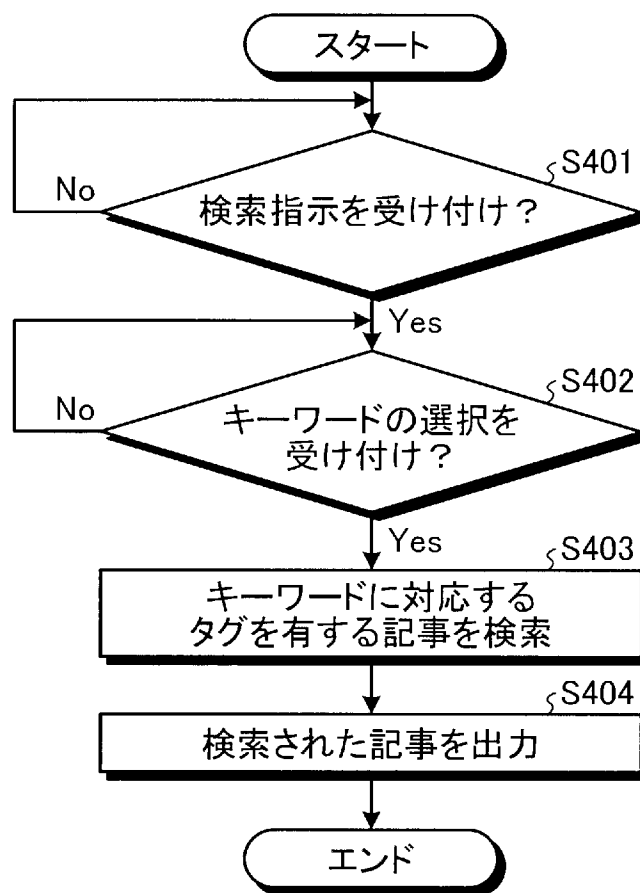 スタート
S401
No
検索指示を受け付け？
Yes
S402
No
キーワードの選択を
受け付け？
Yes
S403
キーワードに対応する
タグを有する記事を検索
S404
検索された記事を出力
エンド